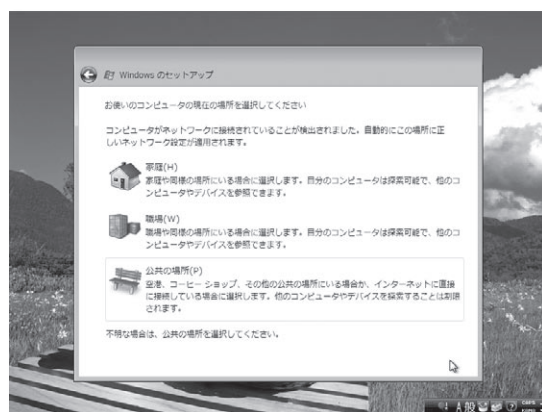 Windows のセットアップ
お使いのコンピュータの現在の場所を選択してください
コンピュータがネットワークに接続されていることが検出されました。自動的にこの場所に正
しいネットワーク設定が適用されます。
家庭(H)
家庭や同様の場所にいる場合に選択します。自分のコンピュータは探索可能で、他のコ
ンピュータやデバイスを参照できます。
職場(W)
職場や同様の場所にいる場合に選択します。自分のコンピュータは探索可能で、他のコ
ンピュータやデバイスを参照できます。
公共の場所(P)
空港、コーヒー ショップ、その他の公共の場所にいる場合か、インターネットに直接
に接続している場合に選択します。他のコンピュータやデバイスを探索することは制限
されます。
不明な場合は、公共の場所を選択してください。
A 般 CAPS
KANA